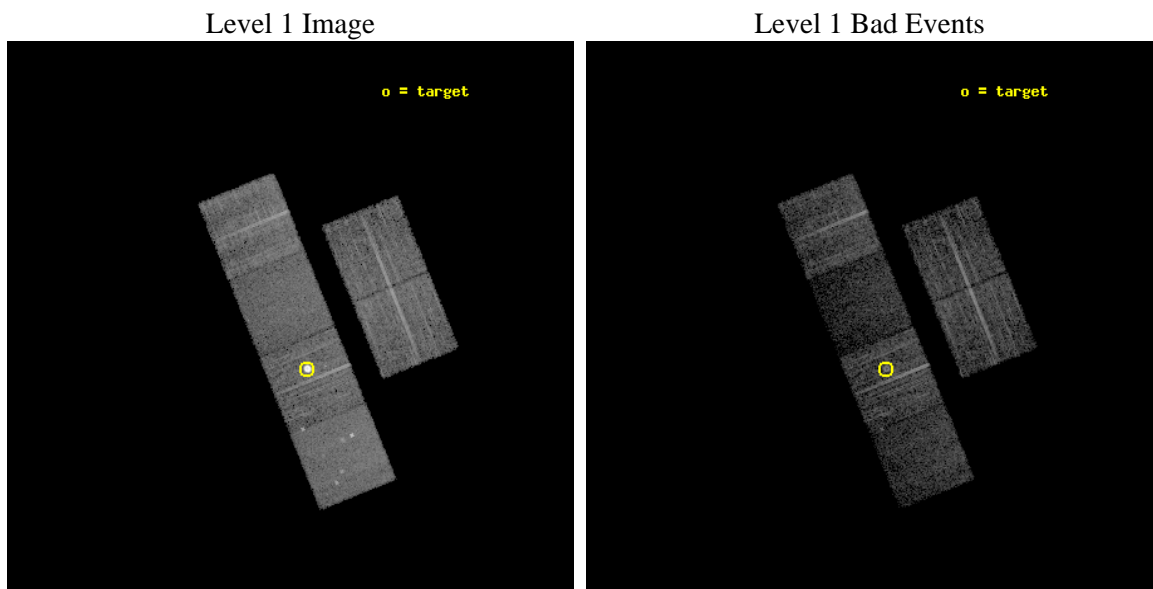 Level 1 Image
Level 1 Bad Events
o = target
o = target